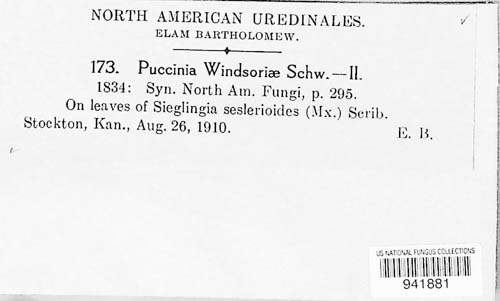 NORTH AMERICAN UREDINALES.
ELAM BARTHOLOMEW.
173. Puccinia Windsoriæ Schw.—II.
1834: Syn. North Am. Fungi, p. 295.
On leaves of Sieglingia seslerioides (Mx.) Scrib.
Stockton, Kan., Aug. 26, 1910. E. B.
US NATIONAL FUNGUS COLLECTIONS
941881